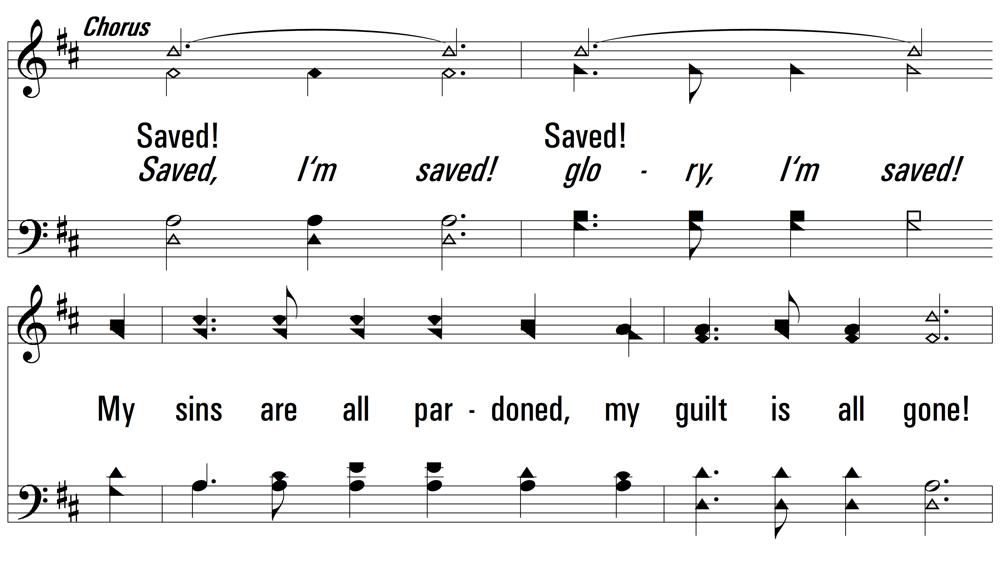 Chorus
Saved! Saved!
Saved, I‘m saved! glo - ry, I‘m saved!
My sins are all par - doned, my guilt is all gone!